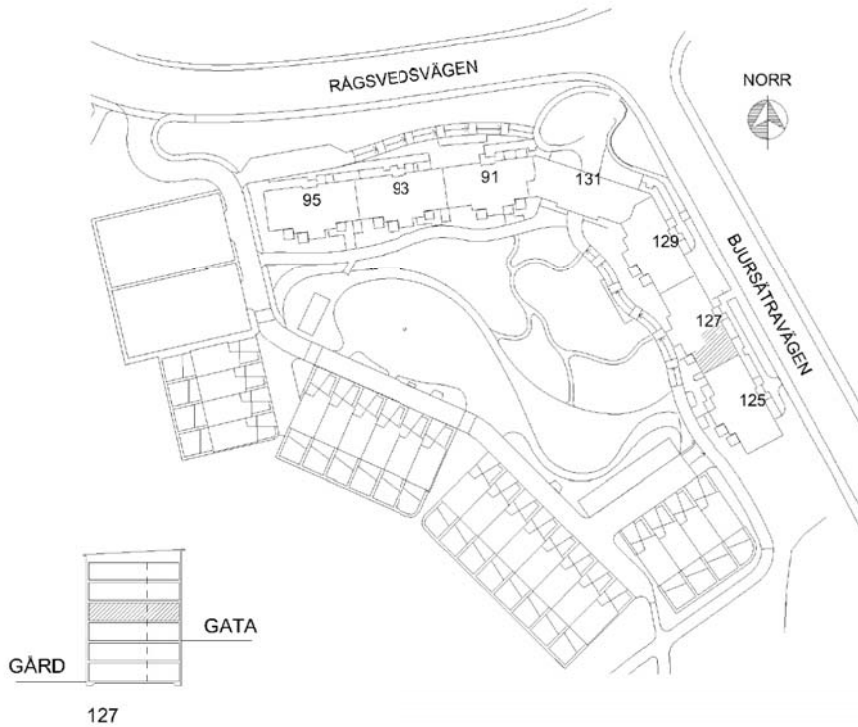 RÅGSVEDSVÄGEN
NORR
95
93
91
131
129
BJURSÄTRAVÄGEN
127
125
GATA
GÅRD
127